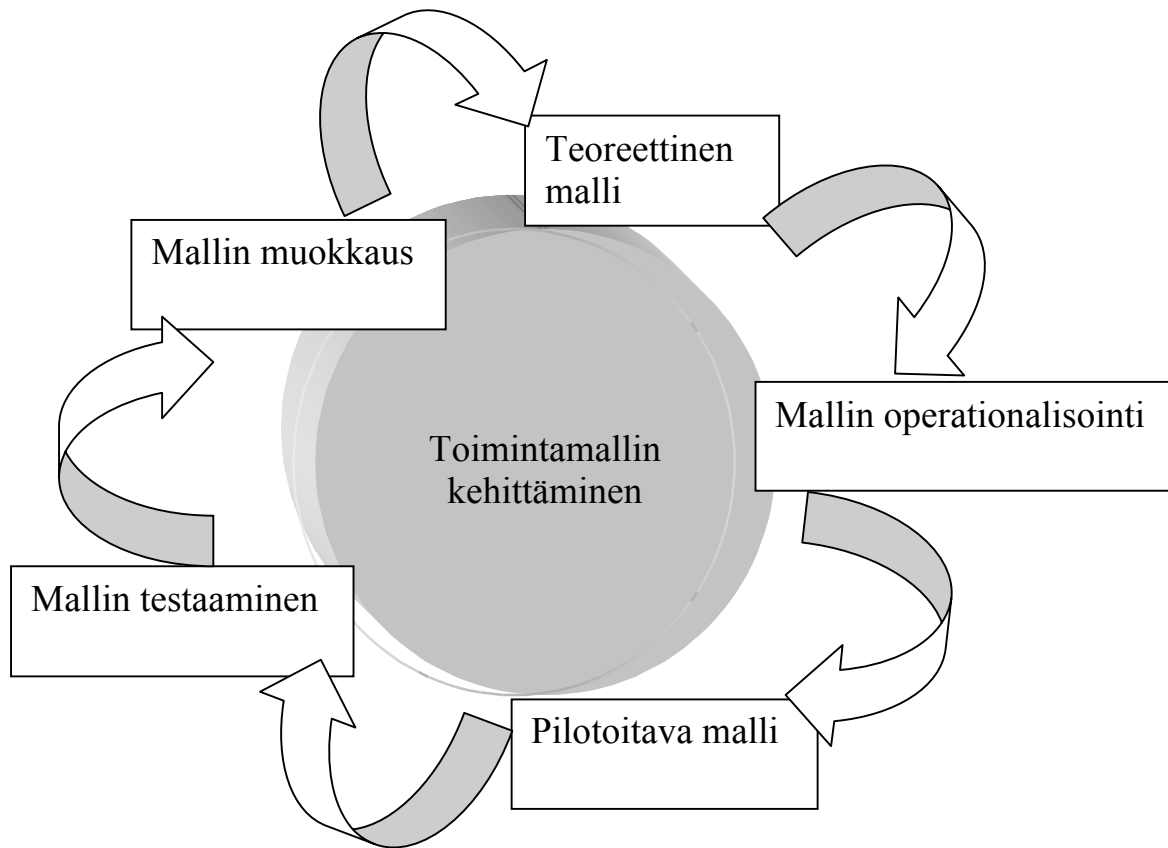 Teoreettinen
malli
Mallin muokkaus
Mallin operationalisointi
Toimintamallin
kehittäminen
Mallin testaaminen
Pilotoitava malli